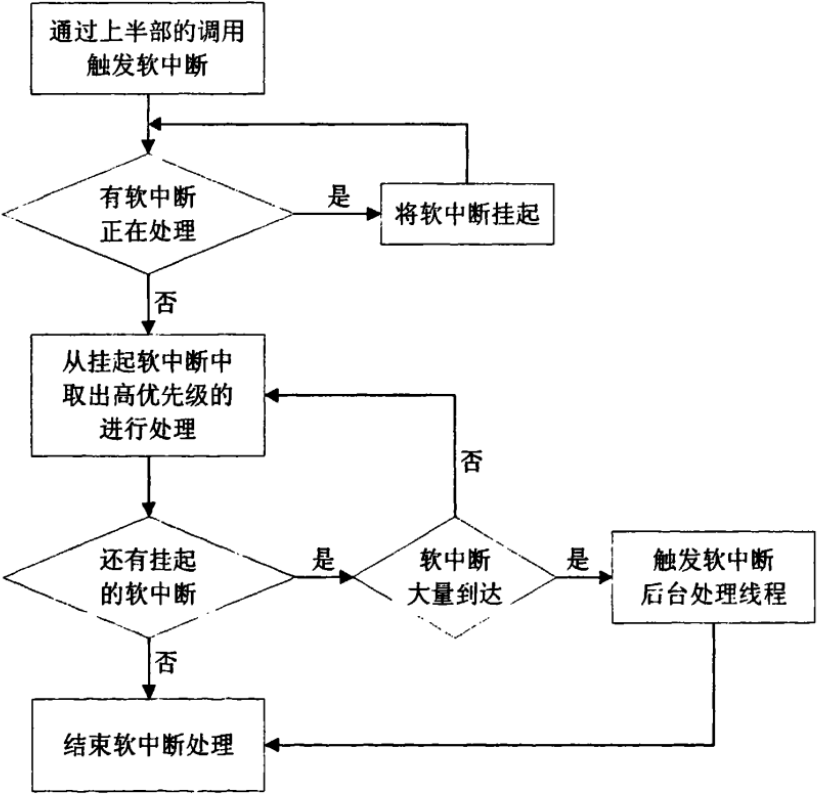 通过上半部的调用
触发软中断
有软中断
正在处理
是
将软中断挂起
否
从挂起软中断中
取出高优先级的
进行处理
否
还有挂起
的软中断
是
软中断
大量到达
是
触发软中断
后台处理线程
否
结束软中断处理